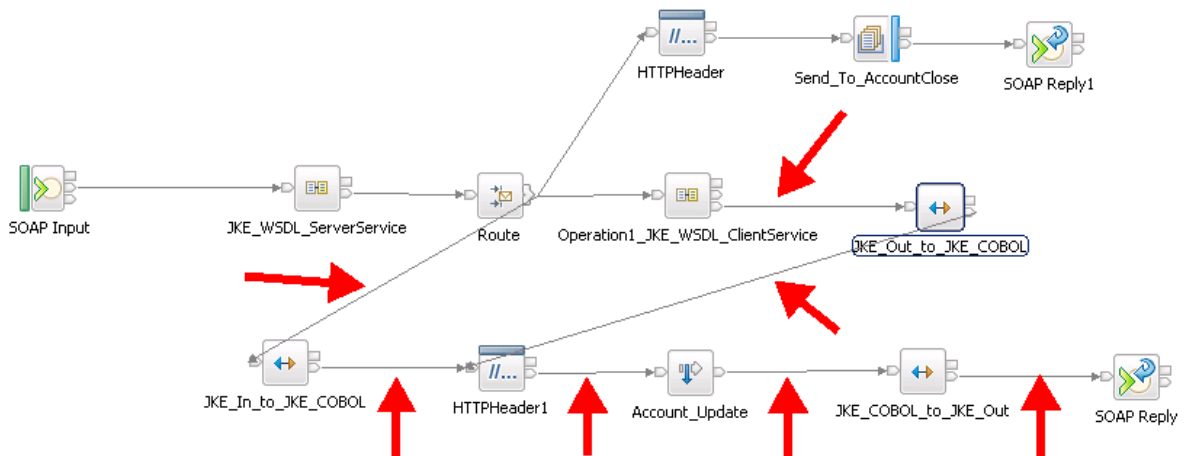 //...
HTTPHeader
Send_To_AccountClose
SOAP Reply1
SOAP Input
JKE_WSDL_ServerService
Route
Operation1_JKE_WSDL_ClientService
JKE_Out_to_JKE_COBOL
JKE_In_to_JKE_COBOL
//...
HTTPHeader1
Account_Update
JKE_COBOL_to_JKE_Out
SOAP Reply